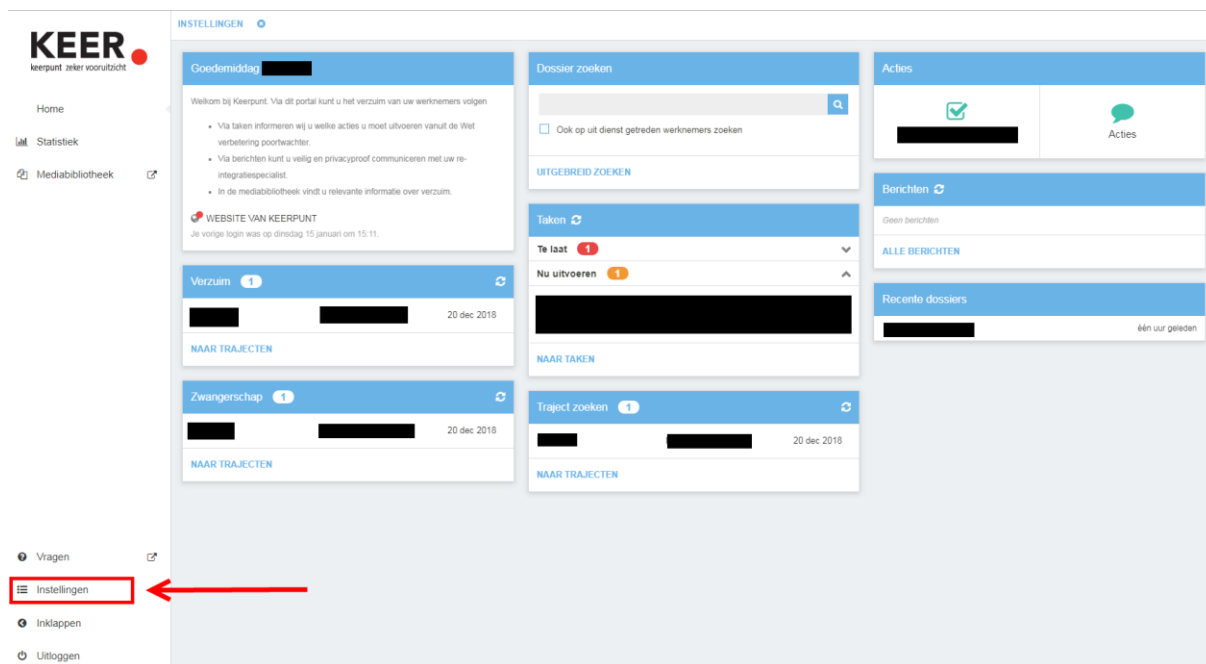 KEER
keerpunt zeker vooruitzicht
Home
Statistiek
Mediabibliotheek
Vragen
Instellingen
Inklappen
Uitloggen
INSTELLINGEN
Goedemiddag
Welkom bij Keerpunt. Via dit portal kunt u het verzuim van uw werknemers volgen
Via taken informeren wij u welke acties u moet uitvoeren vanuit de Wet
verbetering poortwachter.
Via berichten kunt u veilig en privacyproof communiceren met uw re-
integratiespecialist.
In de mediabibliotheek vindt u relevante informatie over verzuim.
WEBSITE VAN KEERPUNT
Je vorige login was op dinsdag 15 januari om 15:11.
Verzuim 1
20 dec 2018
NAAR TRAJECTEN
Zwangerschap 1
20 dec 2018
NAAR TRAJECTEN
Dossier zoeken
Ook op uit dienst getreden werknemers zoeken
UITGEBREID ZOEKEN
Taken
Te laat 1
Nu uitvoeren 1
NAAR TAKEN
Traject zoeken 1
20 dec 2018
NAAR TRAJECTEN
Acties
Acties
Berichten
Geen berichten
ALLE BERICHTEN
Recente dossiers
één uur geleden